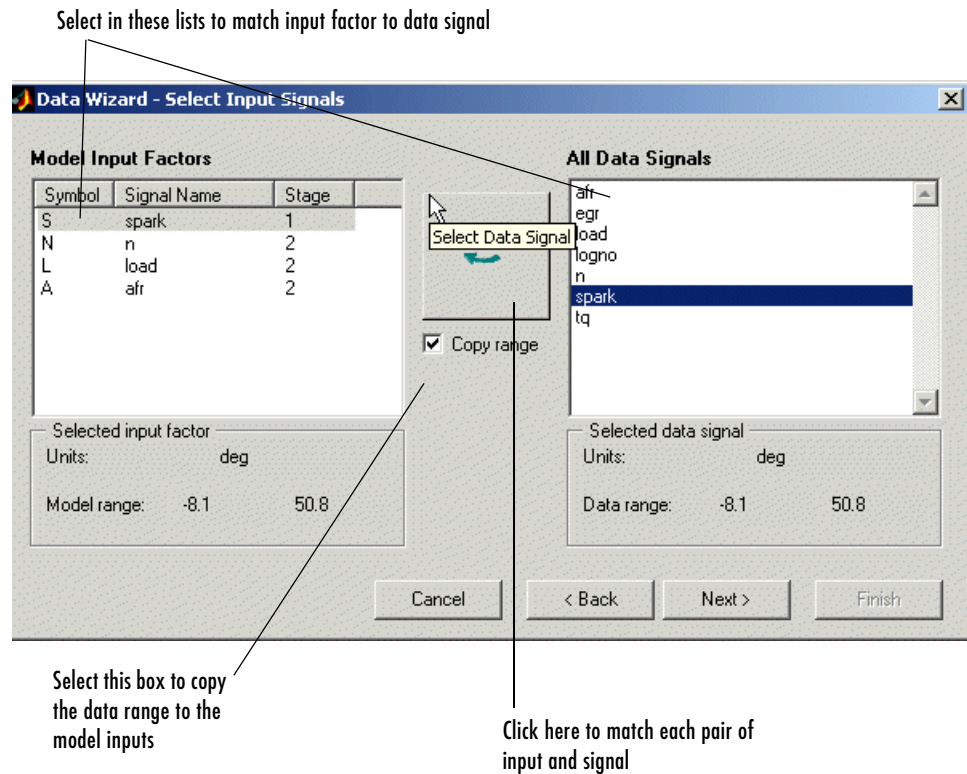 Select in these lists to match input factor to data signal
Data Wizard - Select Input Signals
Model Input Factors
Symbol Signal Name Stage
S spark 1
N n 2
L load 2
A afr 2
Select Data Signal
Copy range
All Data Signals
afr
egr
load
logno
n
spark
tq
Selected input factor
Units: deg
Model range: -8.1 50.8
Selected data signal
Units: deg
Data range: -8.1 50.8
Cancel
< Back
Next >
Finish
Select this box to copy
the data range to the
model inputs
Click here to match each pair of
input and signal